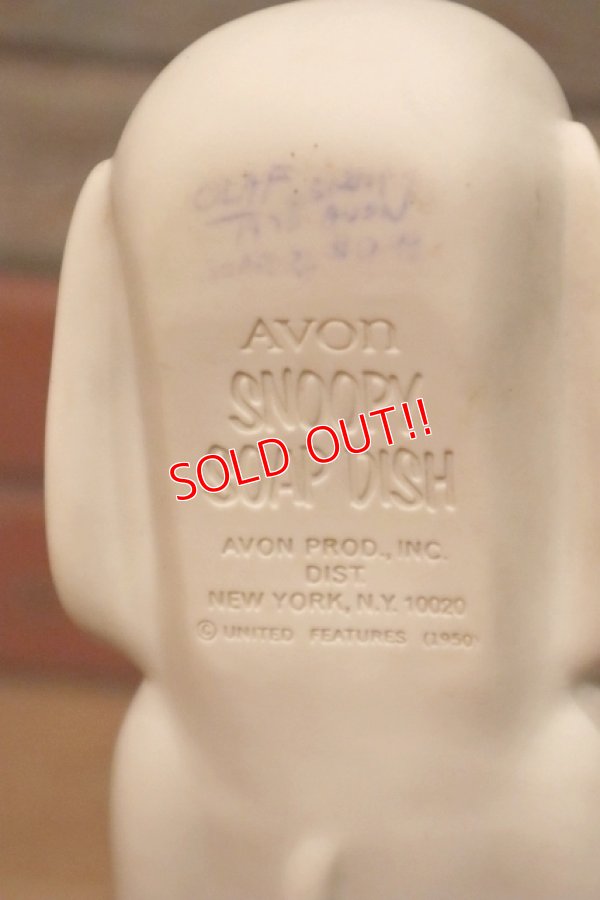 AVON
SNOOPY
SOAP DISH
SOLD OUT!!
AVON PROD., INC.
DIST.
NEW YORK, N.Y. 10020
© UNITED FEATURES (1950)